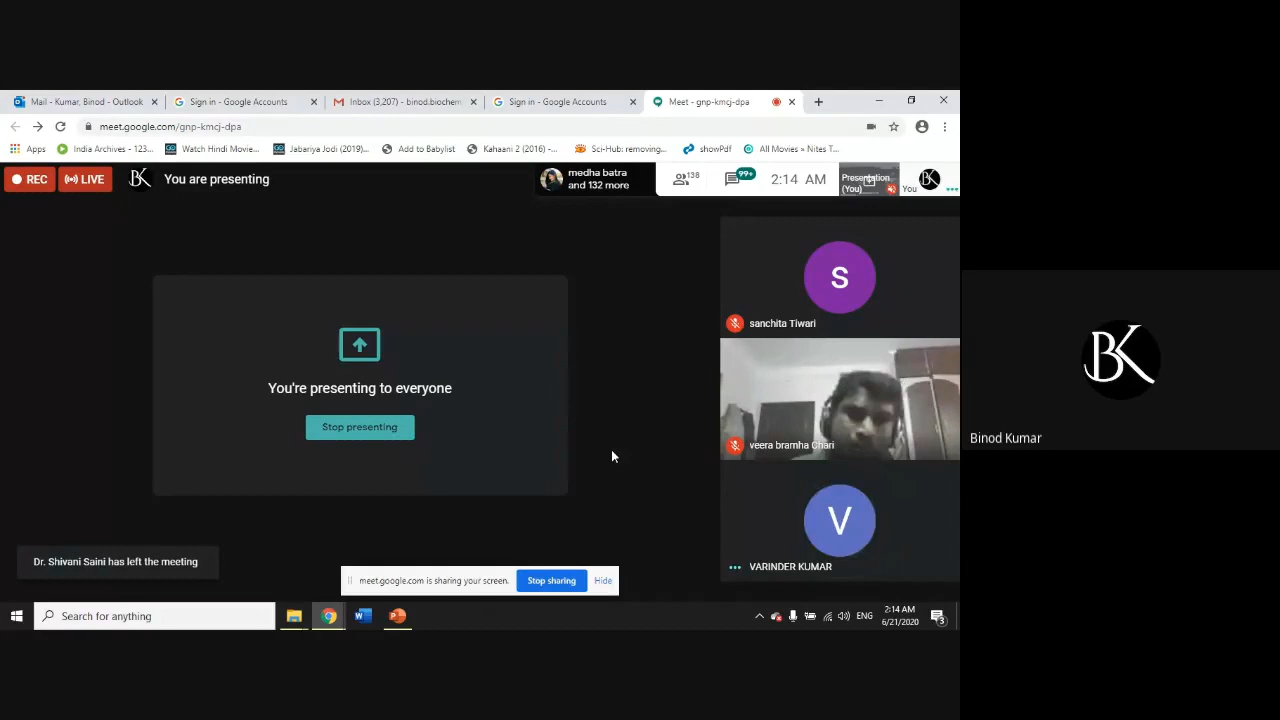 Mail - Kumar, Binod - Outlook
Sign in - Google Accounts
Inbox (3,207) - binod.biochem
Sign in - Google Accounts
Meet - gnp-kmcj-dpa
meet.google.com/gnp-kmcj-dpa
Apps
India Archives - 123...
Watch Hindi Movie...
Jabariya Jodi (2019)...
Add to Babylist
Kahaani 2 (2016) -...
Sci-Hub: removing...
showPdf
All Movies » Nites T...
REC
LIVE
BK
You are presenting
medha batra
and 132 more
138
99+
2:14 AM
Presentation
(You)
You
BK
S
sanchita Tiwari
You're presenting to everyone
Stop presenting
veera bramha Chari
BK
Binod Kumar
V
VARINDER KUMAR
Dr. Shivani Saini has left the meeting
meet.google.com is sharing your screen.
Stop sharing
Hide
Search for anything
W
P
ENG
2:14 AM
6/21/2020
3